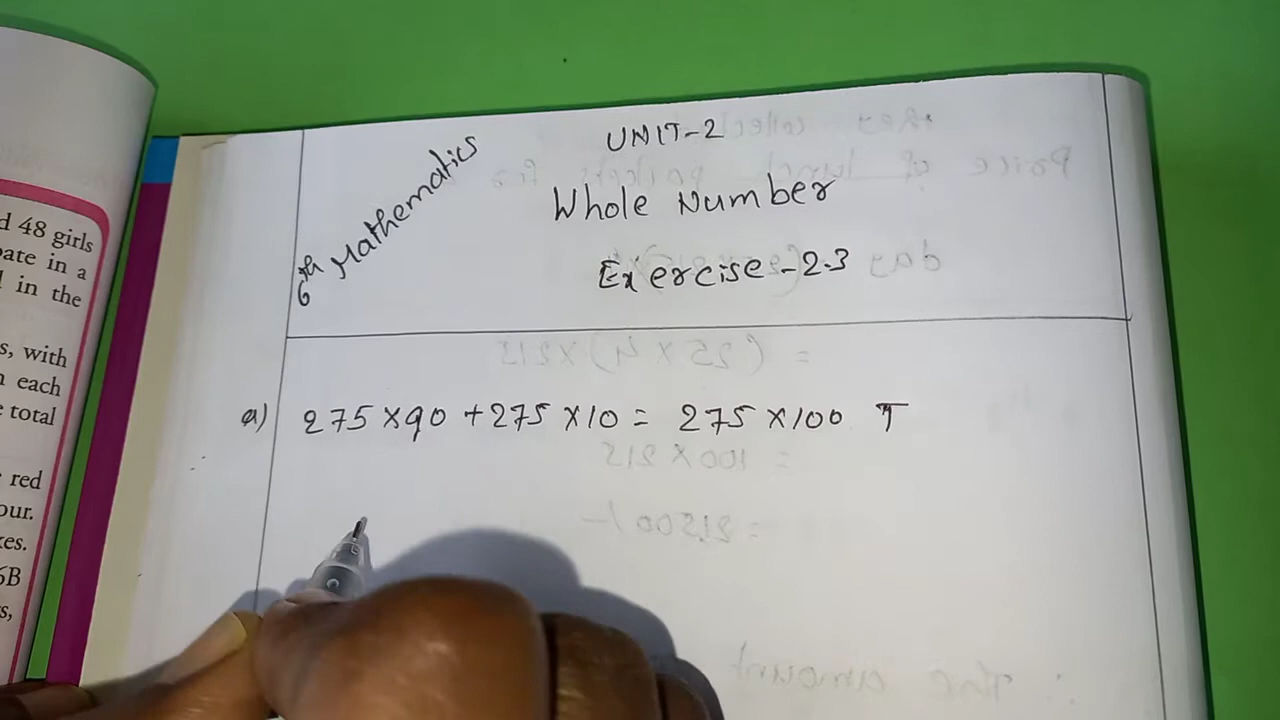 d 48 girls
pate in a
in the
s, with
each
total
red
our.
6B
6th Mathematics
UNIT-2
Whole Number
Exercise-2.3
a) 275×90 +275×10 = 275×100 T